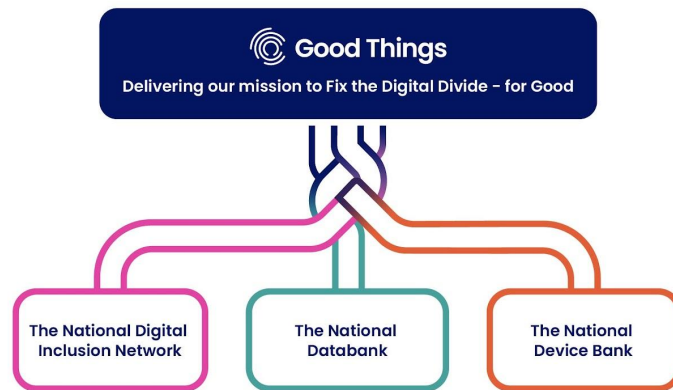 Good Things
Delivering our mission to Fix the Digital Divide – for Good
The National Digital
Inclusion Network
The National
Databank
The National
Device Bank